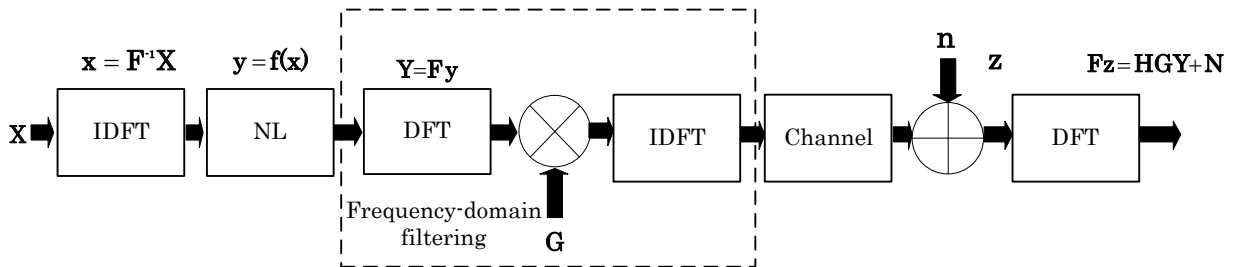 x = F⁻¹X
y = f(x)
Y=Fy
n
z
Fz=HGY+N
X
IDFT
NL
DFT
IDFT
Channel
DFT
Frequency-domain
filtering
G